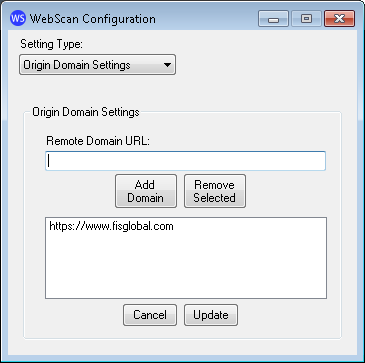 WS WebScan Configuration
Setting Type:
Origin Domain Settings
Origin Domain Settings
Remote Domain URL:
Add Domain
Remove Selected
https://www.fisglobal.com
Cancel Update